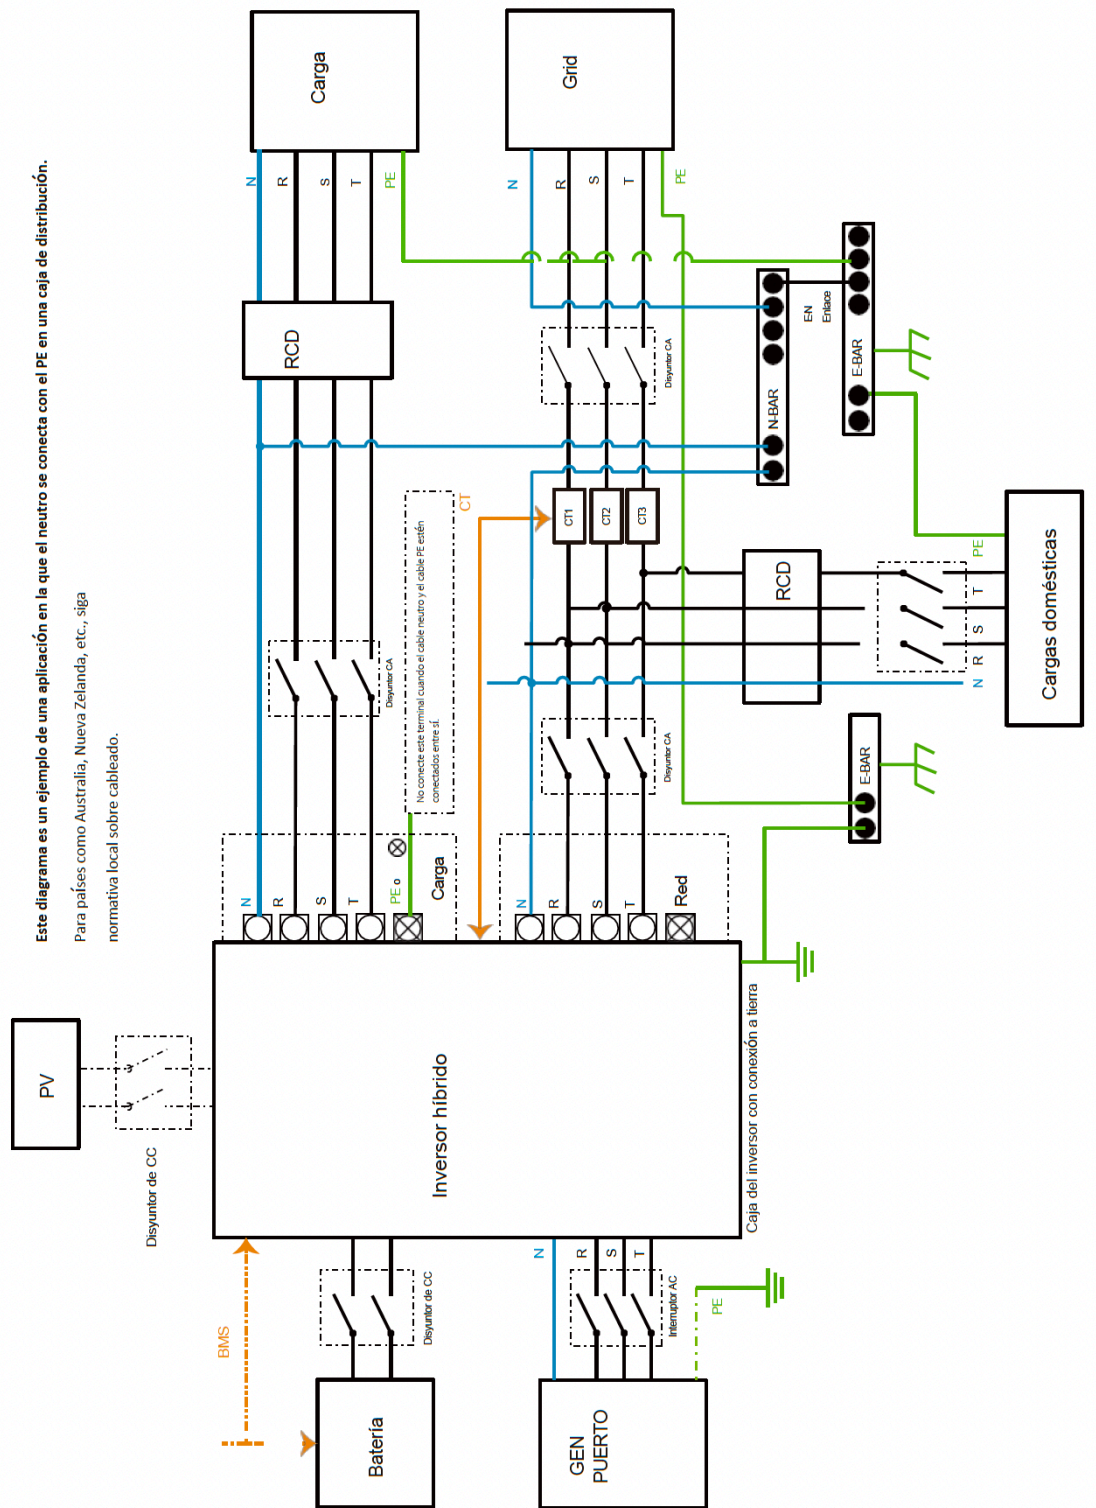 Este diagrama es un ejemplo de una aplicación en la que el neutro se conecta con el PE en una caja de distribución.
Para países como Australia, Nueva Zelanda, etc., siga
normativa local sobre cableado.
Carga
N
R
S
T
PE
RCD
Disyuntor CA
No conecte este terminal cuando el cable neutro y el cable PE estén
conectados entre sí.
N
R
S
T
PE o
Carga
Grid
N
R
S
T
PE
Disyuntor CA
CT
CT1
CT2
CT3
Disyuntor CA
N
R
S
T
Red
N-BAR
E-N
Enlace
E-BAR
RCD
PE
T
S
R
N
Cargas domésticas
E-BAR
PV
Disyuntor de CC
Inversor híbrido
Caja del inversor con conexión a tierra
BMS
Disyuntor de CC
Batería
N
R
S
T
Interruptor AC
PE
GEN
PUERTO